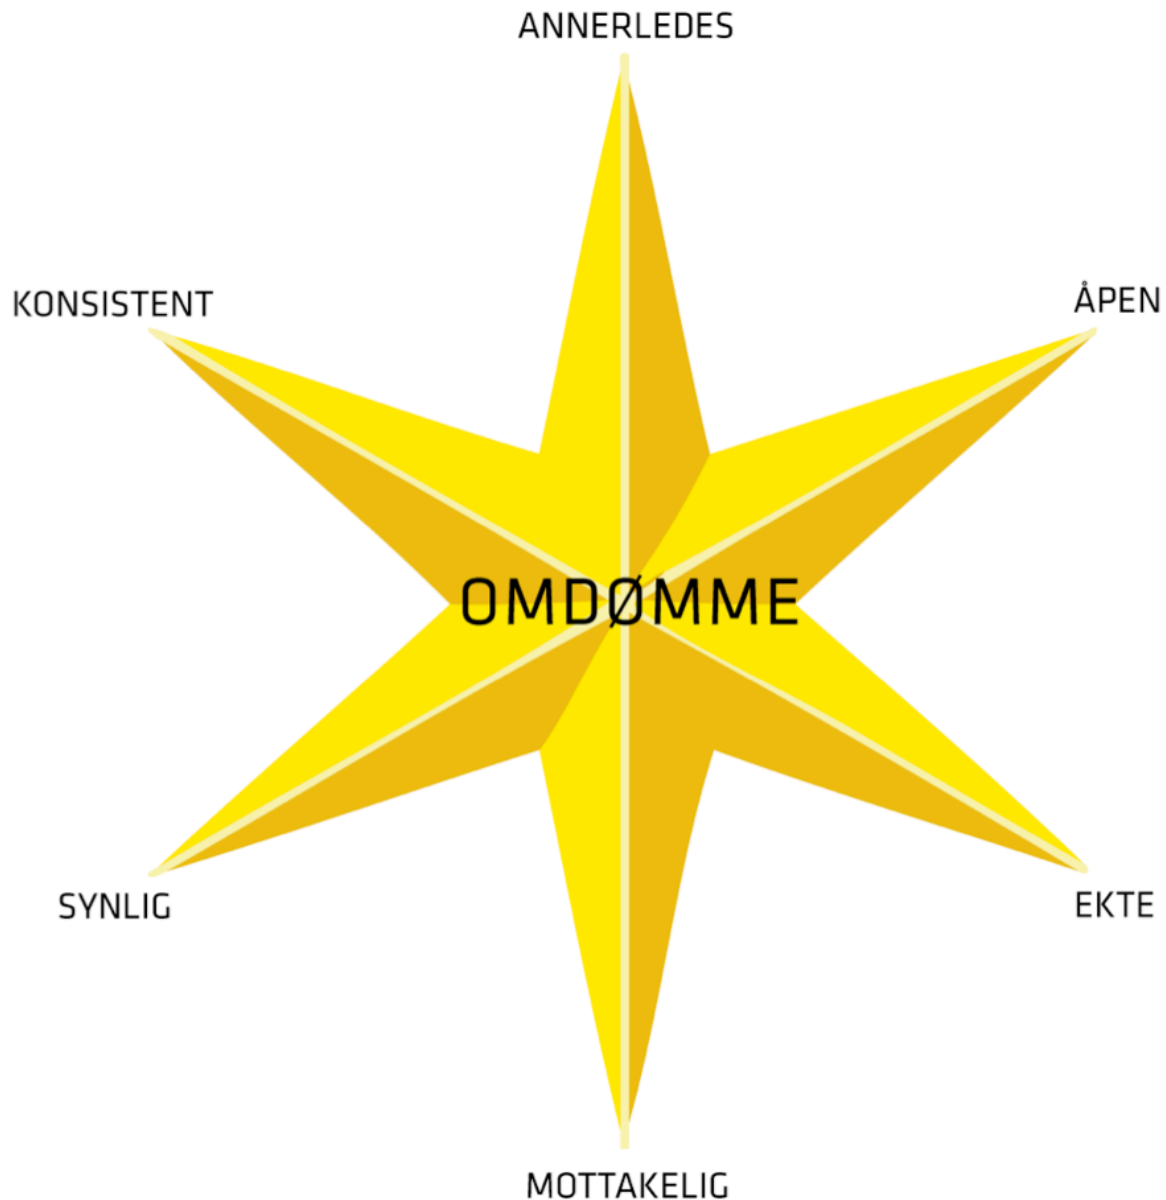 ANNERLEDES
KONSISTENT
ÅPEN
OMDØMME
SYNLIG
EKTE
MOTTAKELIG